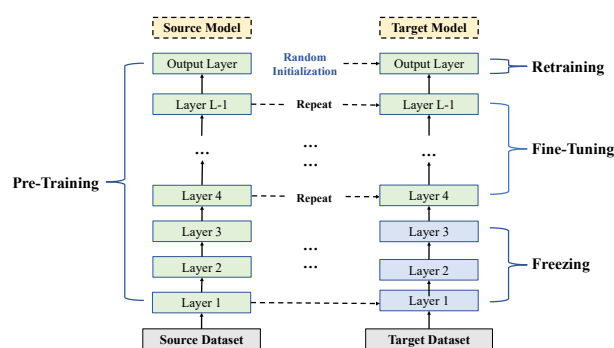 Source Model
Target Model
Output Layer
Random
Initialization
Output Layer
Retraining
Layer L-1
Repeat
Layer L-1
...
...
...
...
Fine-Tuning
Pre-Training
Layer 4
Repeat
Layer 4
Layer 3
Layer 3
...
...
Freezing
Layer 2
Layer 2
Layer 1
Layer 1
Source Dataset
Target Dataset